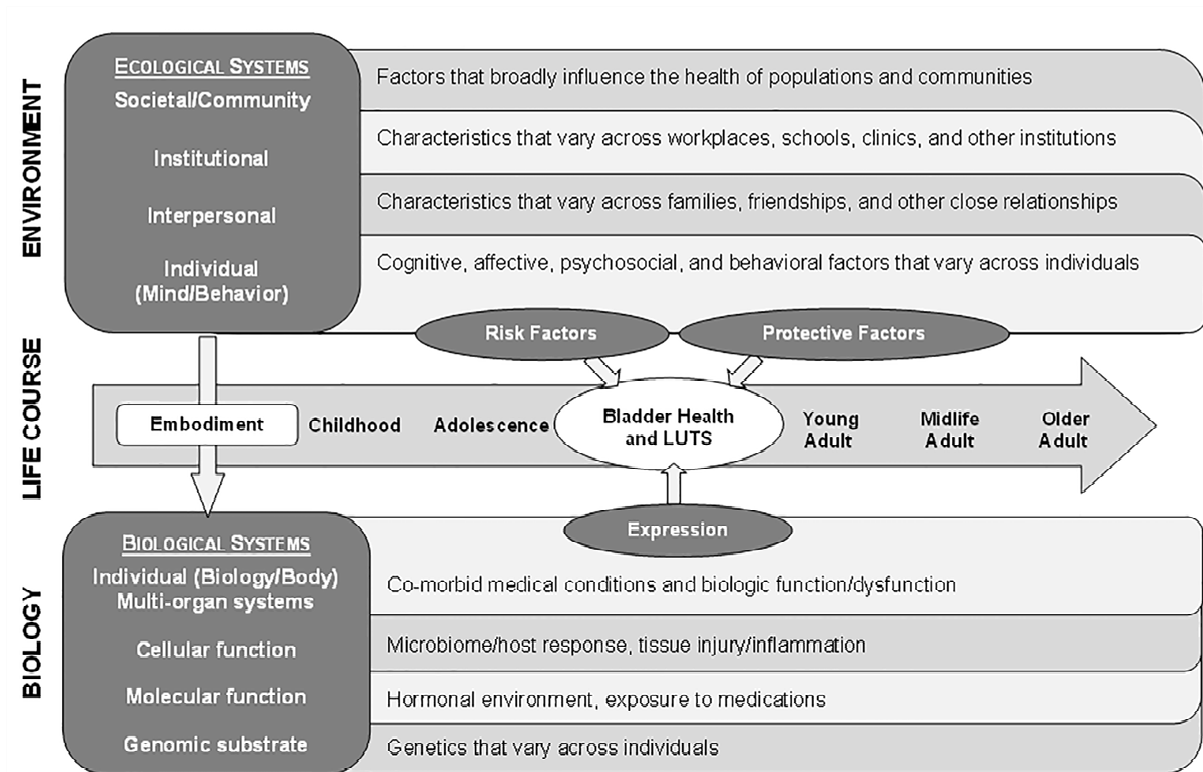 ENVIRONMENT
ECOLOGICAL SYSTEMS
Societal/Community
Factors that broadly influence the health of populations and communities
Institutional
Characteristics that vary across workplaces, schools, clinics, and other institutions
Interpersonal
Characteristics that vary across families, friendships, and other close relationships
Individual
(Mind/Behavior)
Cognitive, affective, psychosocial, and behavioral factors that vary across individuals
Risk Factors
Protective Factors
LIFE COURSE
Embodiment
Childhood
Adolescence
Bladder Health
and LUTS
Young
Adult
Midlife
Adult
Older
Adult
Expression
BIOLOGY
BIOLOGICAL SYSTEMS
Individual (Biology/Body)
Multi-organ systems
Co-morbid medical conditions and biologic function/dysfunction
Cellular function
Microbiome/host response, tissue injury/inflammation
Molecular function
Hormonal environment, exposure to medications
Genomic substrate
Genetics that vary across individuals